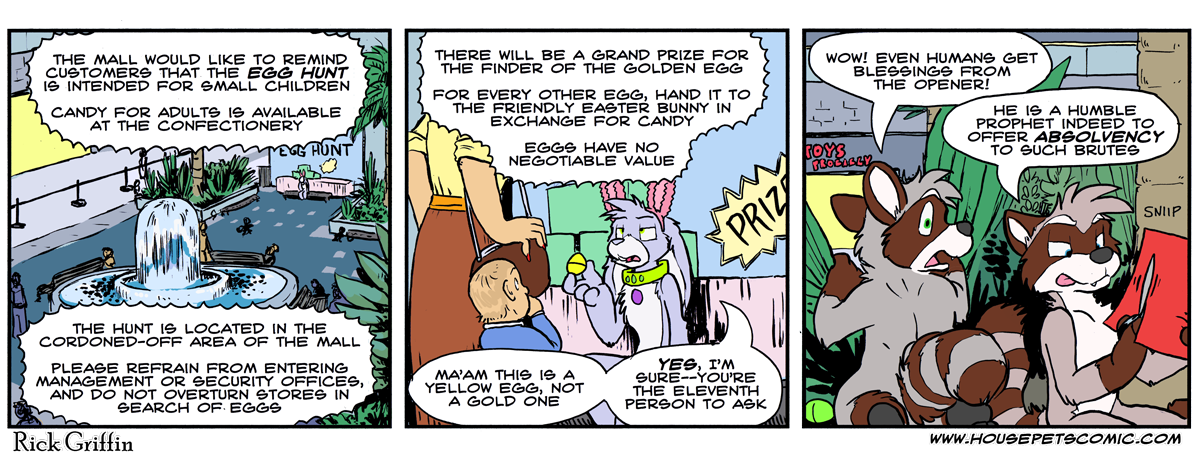 THE MALL WOULD LIKE TO REMIND
CUSTOMERS THAT THE EGG HUNT
IS INTENDED FOR SMALL CHILDREN
CANDY FOR ADULTS IS AVAILABLE
AT THE CONFECTIONERY
EGG HUNT
THE HUNT IS LOCATED IN THE
CORDONED-OFF AREA OF THE MALL
PLEASE REFRAIN FROM ENTERING
MANAGEMENT OR SECURITY OFFICES,
AND DO NOT OVERTURN STORES IN
SEARCH OF EGGS
THERE WILL BE A GRAND PRIZE FOR
THE FINDER OF THE GOLDEN EGG
FOR EVERY OTHER EGG, HAND IT TO
THE FRIENDLY EASTER BUNNY IN
EXCHANGE FOR CANDY
EGGS HAVE NO
NEGOTIABLE VALUE
PRIZ
MA'AM THIS IS A
YELLOW EGG, NOT
A GOLD ONE
YES, I'M
SURE--YOU'RE
THE ELEVENTH
PERSON TO ASK
WOW! EVEN HUMANS GET
BLESSINGS FROM
THE OPENER!
HE IS A HUMBLE
PROPHET INDEED TO
OFFER ABSOLVENCY
TO SUCH BRUTES
TOYS
PROBABLY
SNIIP
Rick Griffin
WWW.HOUSEPETSCOMIC.COM